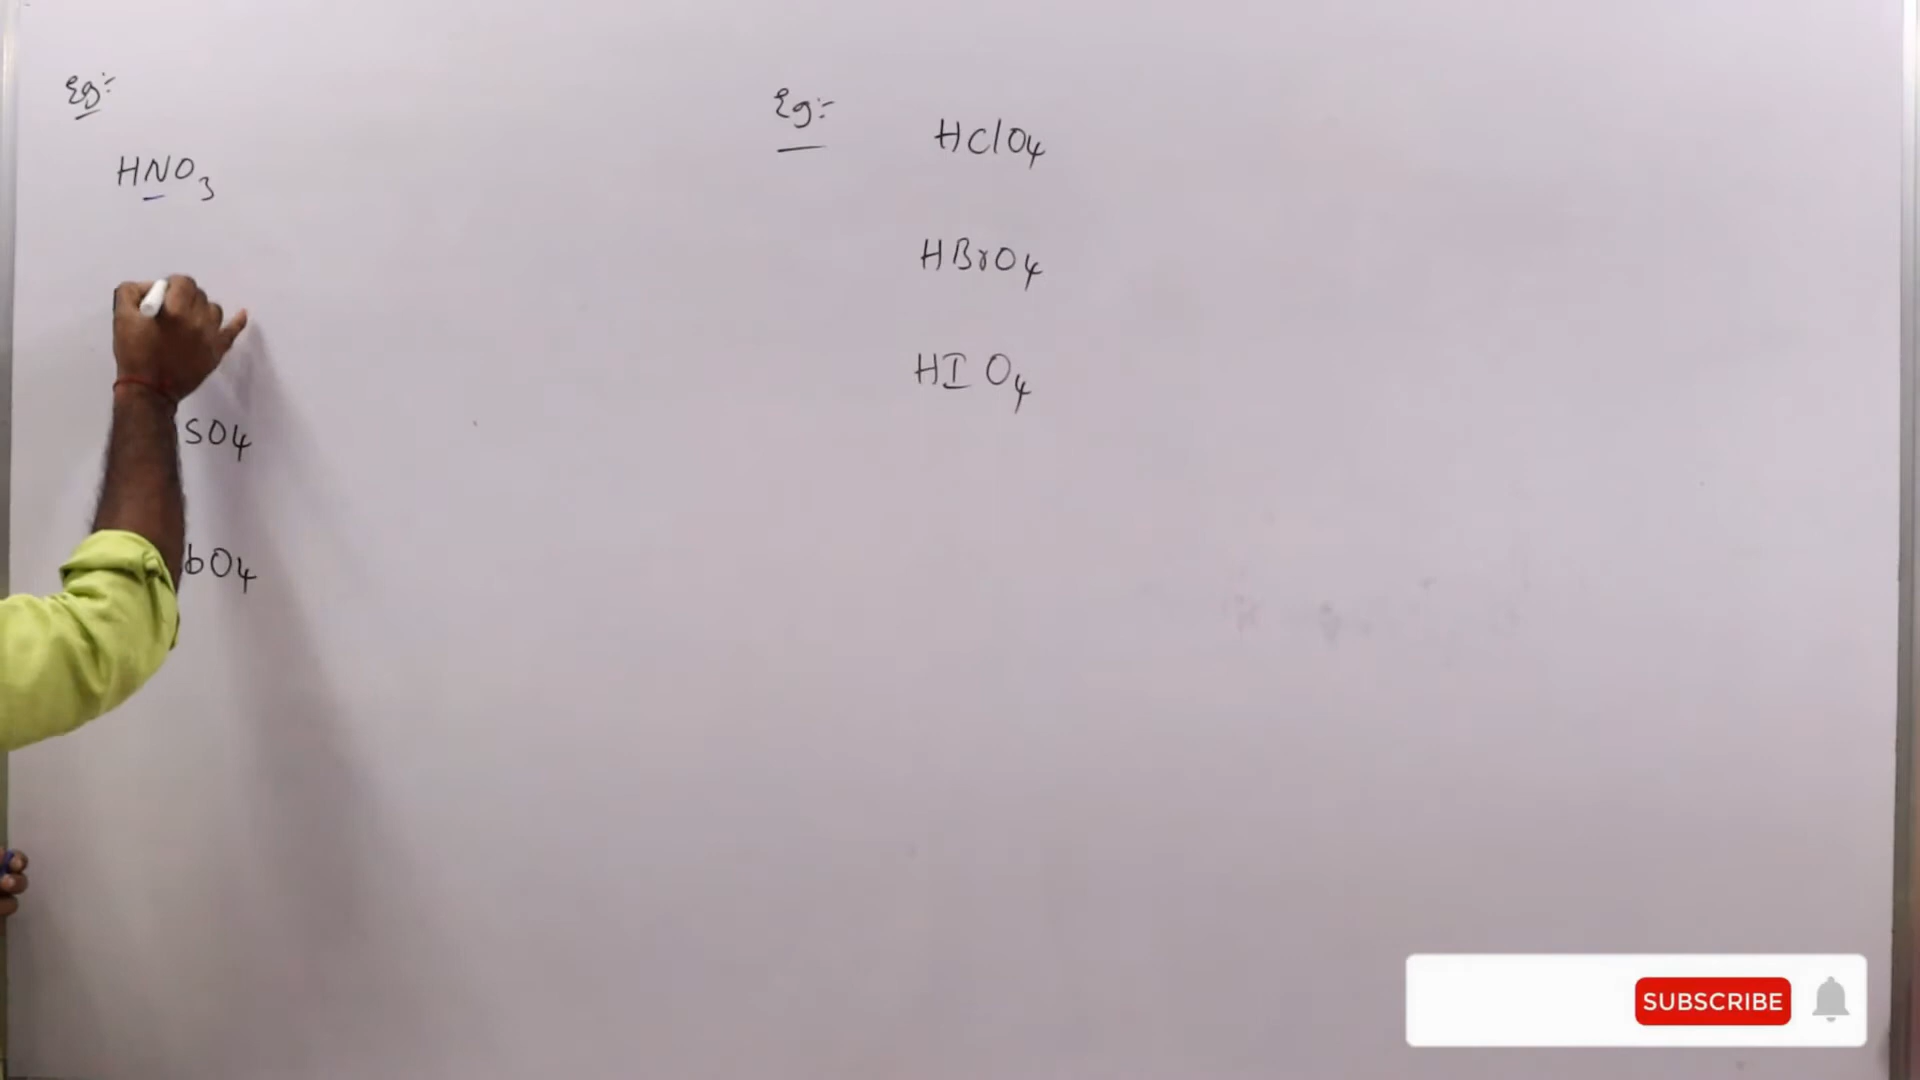 Eg:-
HNO3
SO4
bO4
Eg:-
HClO4
HBrO4
HIO4
SUBSCRIBE